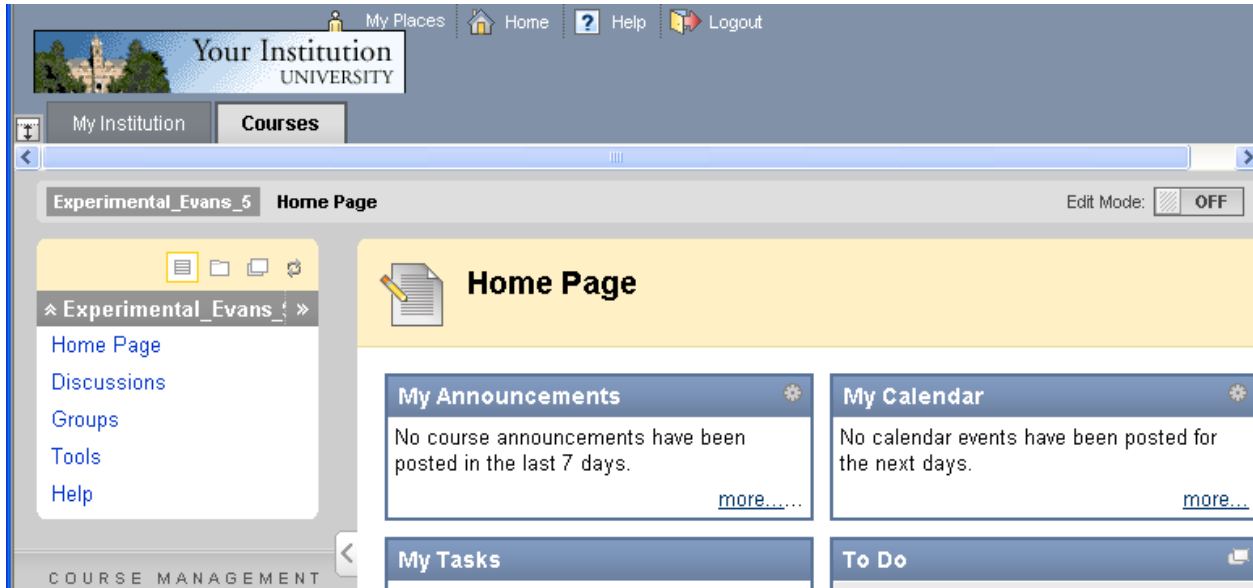 My Places Home ? Help Logout
Your Institution
UNIVERSITY
My Institution Courses
Experimental_Evans_5 Home Page Edit Mode: OFF
Home Page
Experimental_Evans_
Home Page
Discussions
Groups
Tools
Help
My Announcements
No course announcements have been
posted in the last 7 days.
more......
My Calendar
No calendar events have been posted for
the next days.
more...
My Tasks
To Do
COURSE MANAGEMENT